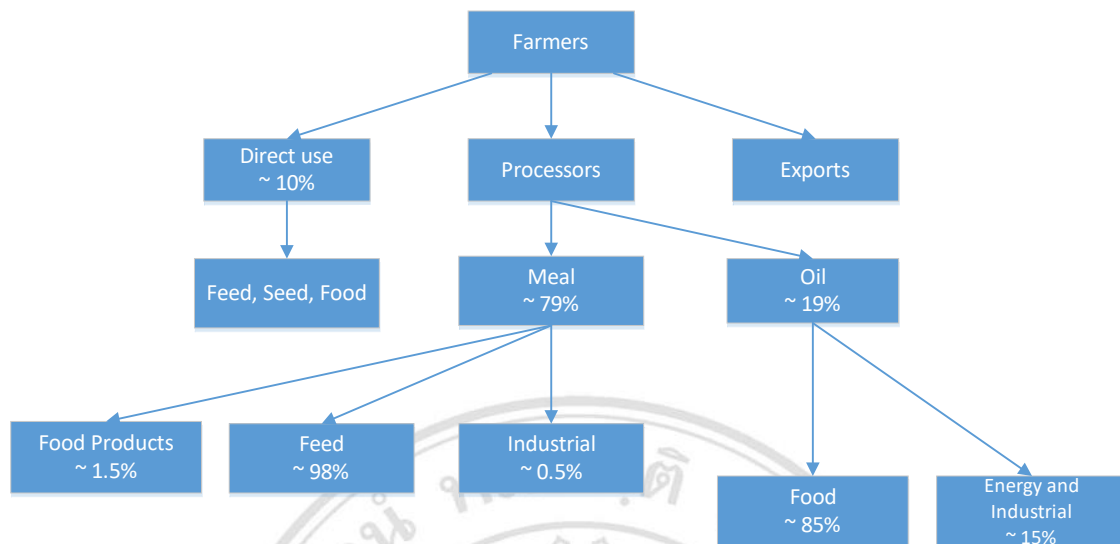 Farmers
Direct use
~ 10%
Processors
Exports
Feed, Seed, Food
Meal
~ 79%
Oil
~ 19%
Food Products
~ 1.5%
Feed
~ 98%
Industrial
~ 0.5%
Food
~ 85%
Energy and
Industrial
~ 15%